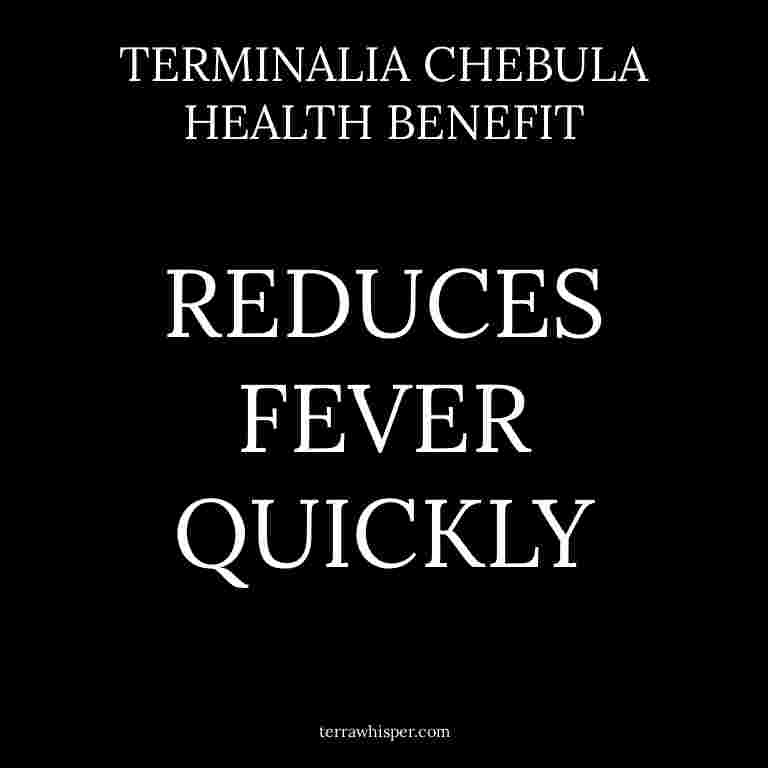 TERMINALIA CHEBULA
HEALTH BENEFIT
REDUCES
FEVER
QUICKLY
terrawhisper.com